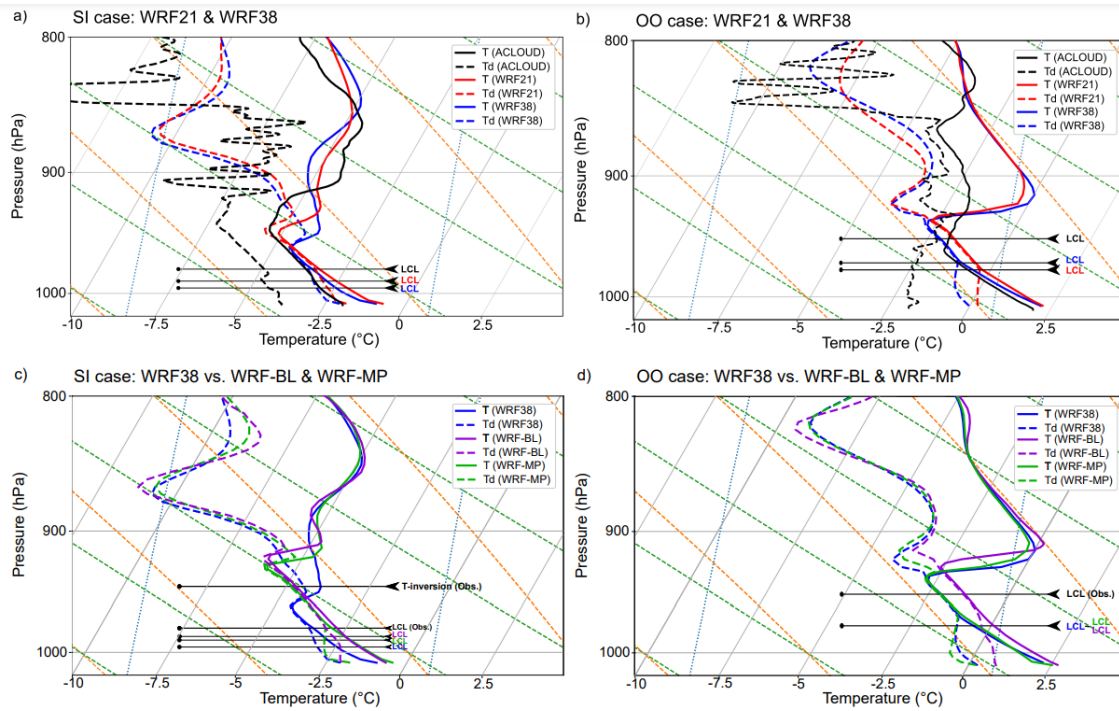 a) SI case: WRF21 & WRF38
800
900
1000
Pressure (hPa)
T (ACLOUD)
Td (ACLOUD)
T (WRF21)
Td (WRF21)
T (WRF38)
Td (WRF38)
LCL
LCL
LCL
-10 -7.5 -5 -2.5 0 2.5
Temperature (°C)
b) OO case: WRF21 & WRF38
800
900
1000
Pressure (hPa)
T (ACLOUD)
Td (ACLOUD)
T (WRF21)
Td (WRF21)
T (WRF38)
Td (WRF38)
LCL
LCL
LCL
-10 -7.5 -5 -2.5 0 2.5
Temperature (°C)
c) SI case: WRF38 vs. WRF-BL & WRF-MP
800
900
1000
Pressure (hPa)
T (WRF38)
Td (WRF38)
T (WRF-BL)
Td (WRF-BL)
T (WRF-MP)
Td (WRF-MP)
T-inversion (Obs.)
LCL (Obs.)
LCL
LCL
LCL
-10 -7.5 -5 -2.5 0 2.5
Temperature (°C)
d) OO case: WRF38 vs. WRF-BL & WRF-MP
800
900
1000
Pressure (hPa)
T (WRF38)
Td (WRF38)
T (WRF-BL)
Td (WRF-BL)
T (WRF-MP)
Td (WRF-MP)
LCL (Obs.)
LCL
LCL
LCL
-10 -7.5 -5 -2.5 0 2.5
Temperature (°C)